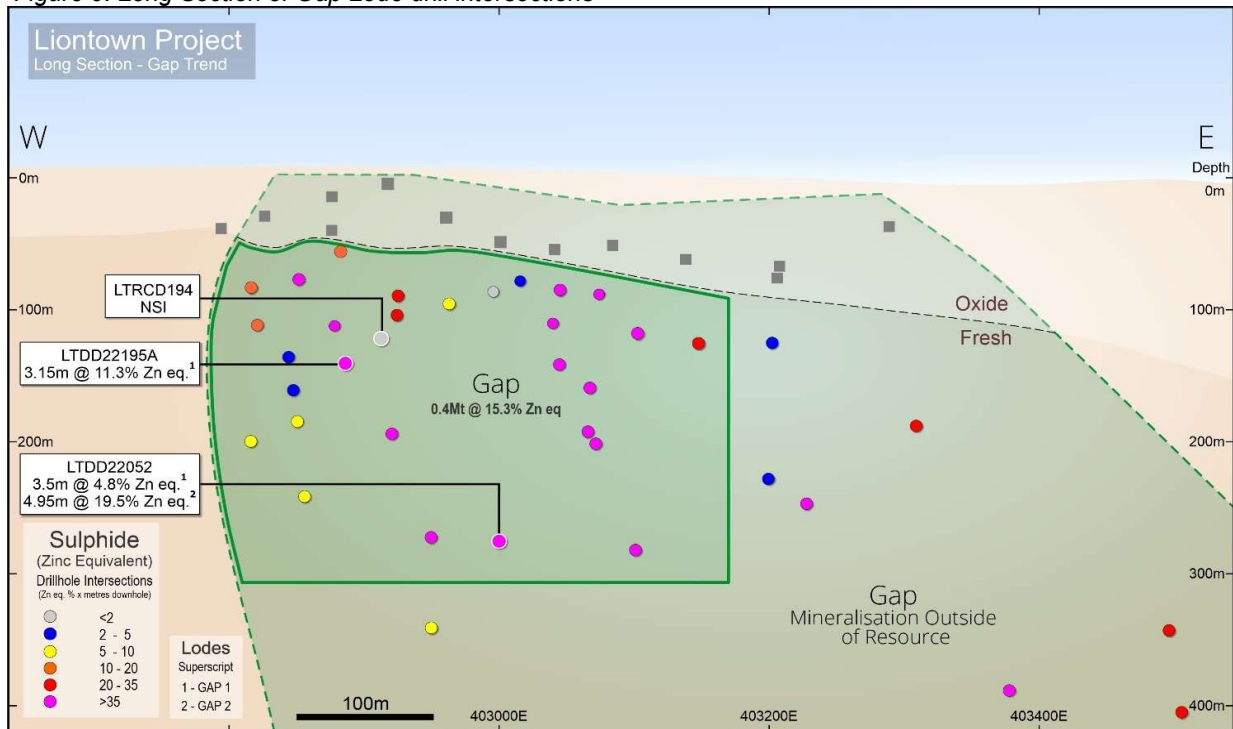 Figure 6: Long Section of Gap Lode drill intersections
Liontown Project
Long Section - Gap Trend
W
E
Depth
0m
0m
LTRCD194
NSI
100m
Oxide
Fresh
100m
LTDD22195A
3.15m @ 11.3% Zn eq.¹
Gap
0.4Mt @ 15.3% Zn eq
200m
200m
LTDD22052
3.5m @ 4.8% Zn eq.¹
4.95m @ 19.5% Zn eq.²
Sulphide
(Zinc Equivalent)
Drillhole Intersections
(Zn eq. % x metres downhole)
<2
2 - 5
5 - 10
10 - 20
20 - 35
>35
Lodes
Superscript
1 - GAP 1
2 - GAP 2
300m
Gap
Mineralisation Outside
of Resource
100m
403000E
403200E
403400E
400m